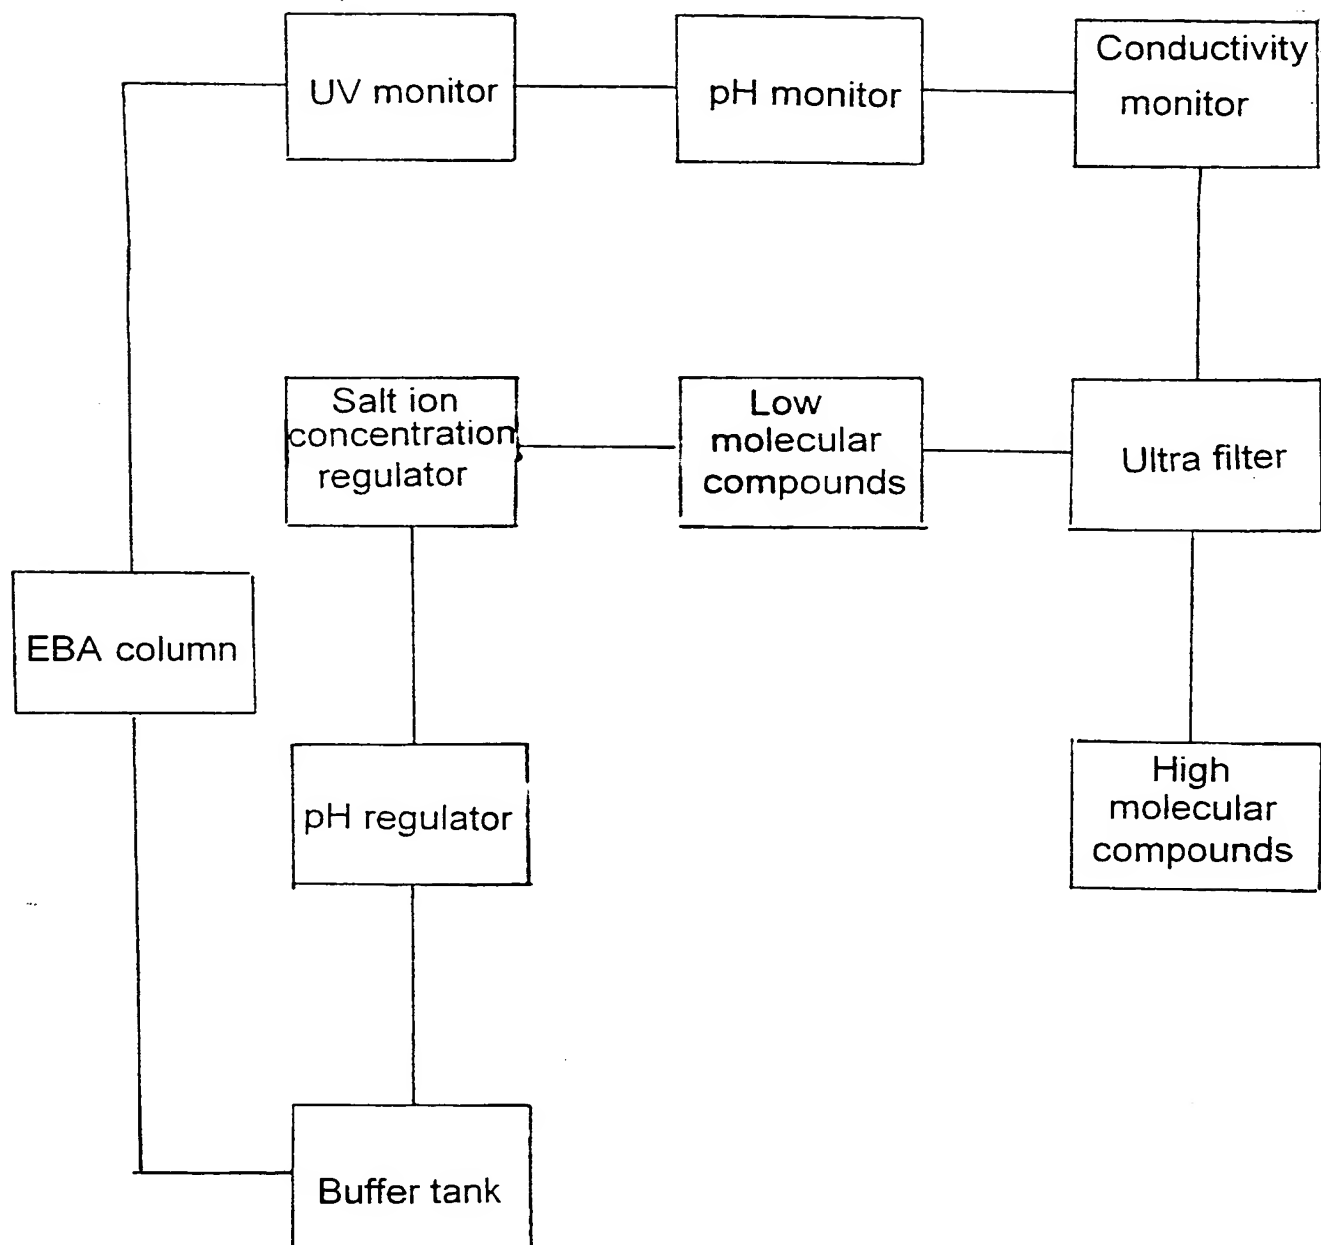 UV monitor
pH monitor
Conductivity
monitor
Salt ion
concentration
regulator
Low
molecular
compounds
Ultra filter
EBA column
pH regulator
High
molecular
compounds
Buffer tank